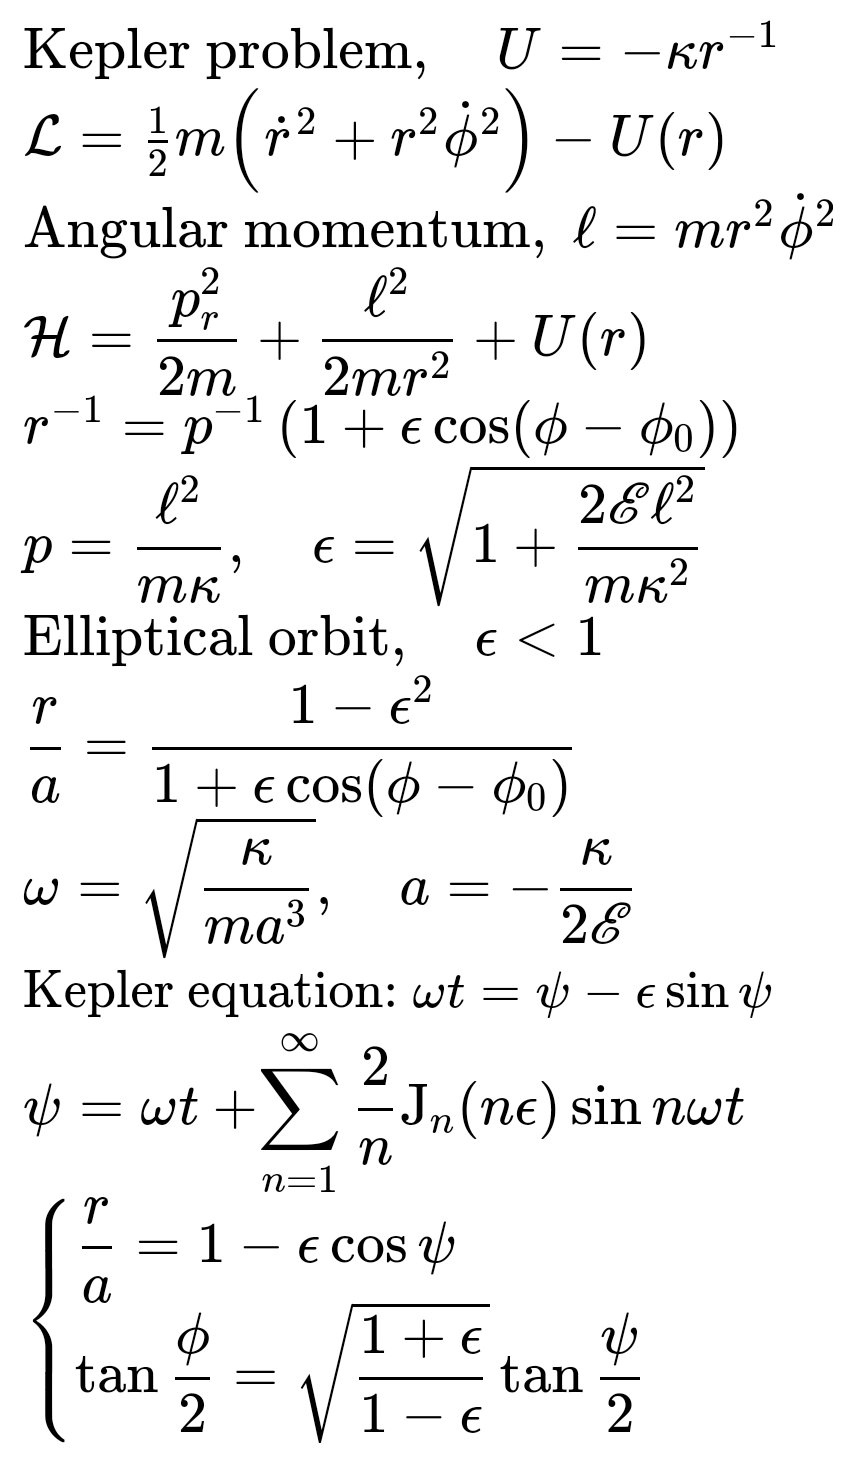 Kepler problem, U = −κr⁻¹
ℒ = ½m(ṙ² + r²ϕ̇²) − U(r)
Angular momentum, ℓ = mr²ϕ̇²
ℋ = p_r²/2m + ℓ²/2mr² + U(r)
r⁻¹ = p⁻¹ (1 + ϵ cos(ϕ − ϕ₀))
p = ℓ²/mκ, ϵ = √(1 + 2ℰℓ²/mκ²)
Elliptical orbit, ϵ < 1
r/a = (1 − ϵ²)/(1 + ϵ cos(ϕ − ϕ₀))
ω = √(κ/ma³), a = −κ/2ℰ
Kepler equation: ωt = ψ − ϵ sin ψ
ψ = ωt + ∑_{n=1}^{∞} (2/n) J_n(nϵ) sin nωt
{ r/a = 1 − ϵ cos ψ
tan ϕ/2 = √((1 + ϵ)/(1 − ϵ)) tan ψ/2